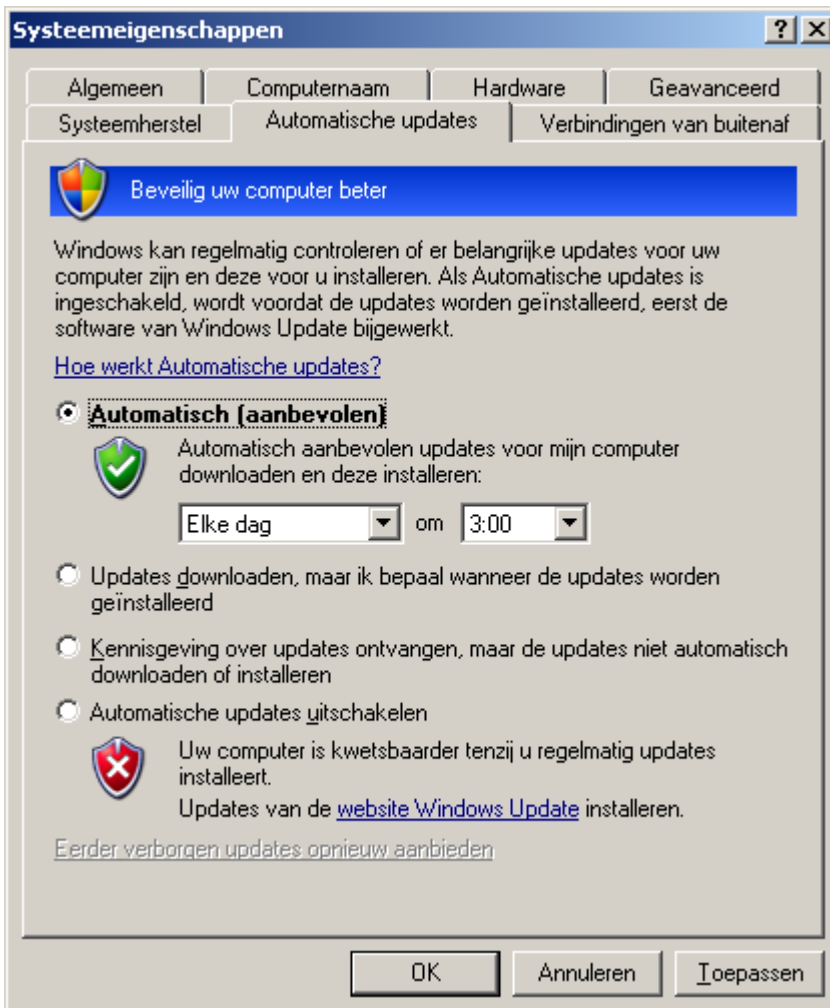 Systeemeigenschappen
Algemeen Computernaam Hardware Geavanceerd
Systeemherstel Automatische updates Verbindingen van buitenaf
Beveilig uw computer beter
Windows kan regelmatig controleren of er belangrijke updates voor uw
computer zijn en deze voor u installeren. Als Automatische updates is
ingeschakeld, wordt voordat de updates worden geïnstalleerd, eerst de
software van Windows Update bijgewerkt.
Hoe werkt Automatische updates?
Automatisch (aanbevolen)
Automatisch aanbevolen updates voor mijn computer
downloaden en deze installeren:
Elke dag om 3:00
Updates downloaden, maar ik bepaal wanneer de updates worden
geïnstalleerd
Kennisgeving over updates ontvangen, maar de updates niet automatisch
downloaden of installeren
Automatische updates uitschakelen
Uw computer is kwetsbaarder tenzij u regelmatig updates
installeert.
Updates van de website Windows Update installeren.
Eerder verborgen updates opnieuw aanbieden
OK Annuleren Toepassen